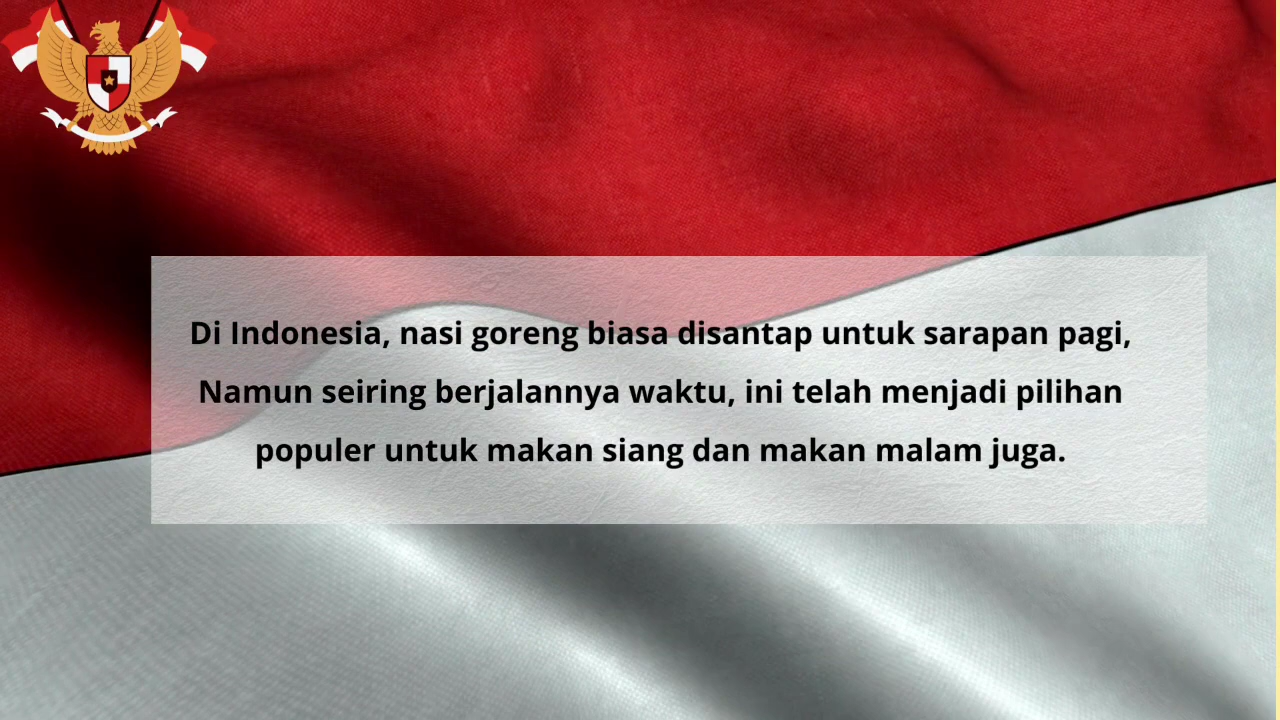 Di Indonesia, nasi goreng biasa disantap untuk sarapan pagi,
Namun seiring berjalannya waktu, ini telah menjadi pilihan
populer untuk makan siang dan makan malam juga.